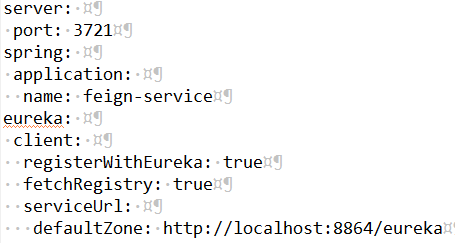 server:
 port: 3721
spring:
 application:
  name: feign-service
eureka:
 client:
  registerWithEureka: true
  fetchRegistry: true
  serviceUrl:
   defaultZone: http://localhost:8864/eureka